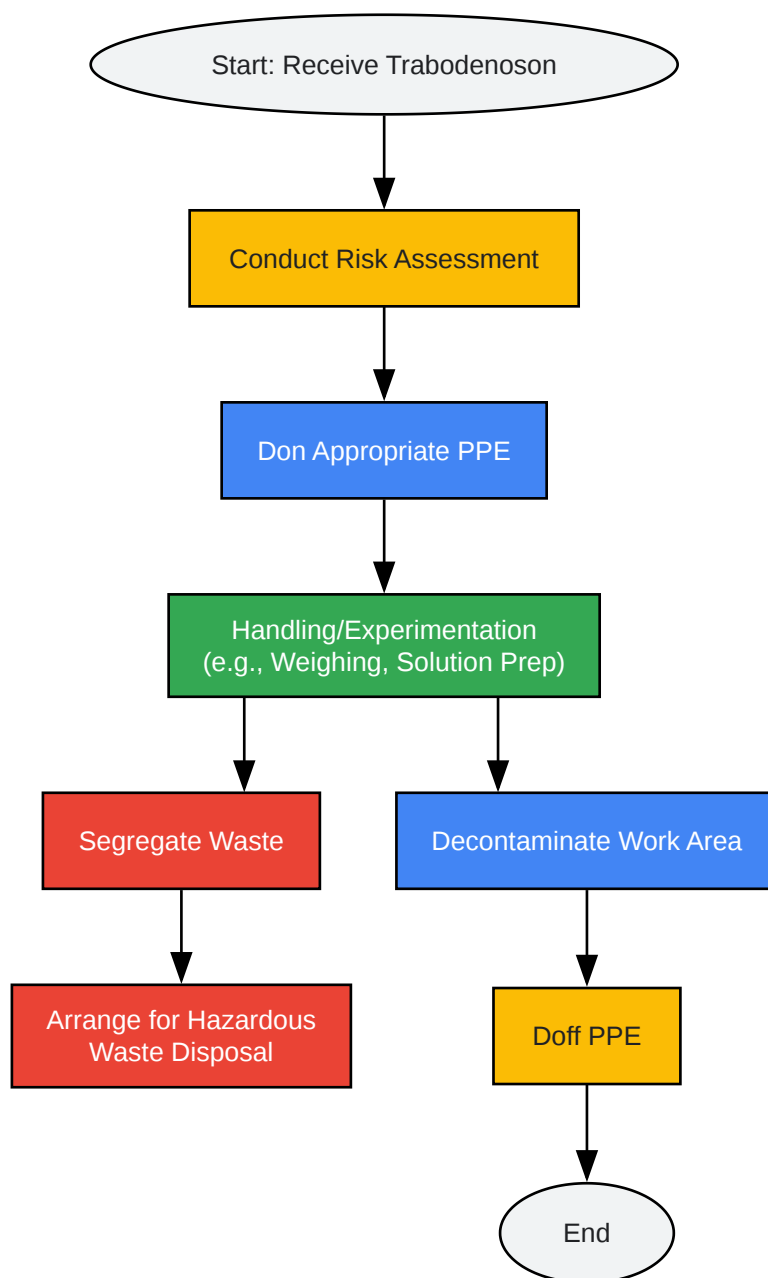 Start: Receive Trabodenoson
Conduct Risk Assessment
Don Appropriate PPE
Handling/Experimentation
(e.g., Weighing, Solution Prep)
Segregate Waste
Decontaminate Work Area
Arrange for Hazardous
Waste Disposal
Doff PPE
End